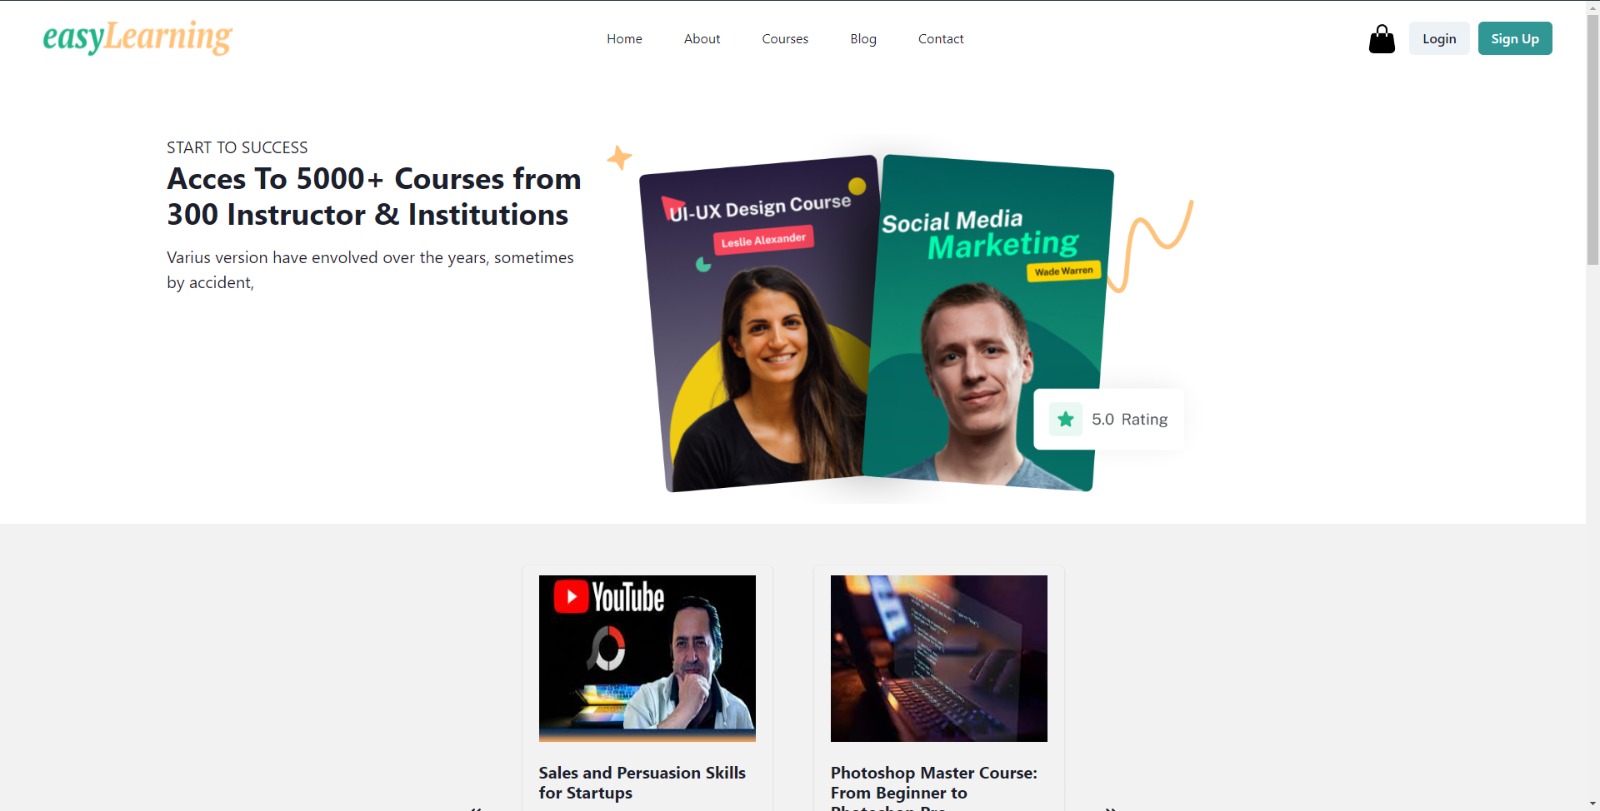 easyLearning
Home
About
Courses
Blog
Contact
Login
Sign Up
START TO SUCCESS
Acces To 5000+ Courses from
300 Instructor & Institutions
Varius version have envolved over the years, sometimes
by accident,
UI-UX Design Course
Leslie Alexander
Social Media
Marketing
Wade Warren
5.0 Rating
YouTube
Sales and Persuasion Skills
for Startups
Photoshop Master Course:
From Beginner to
Photoshop Pro